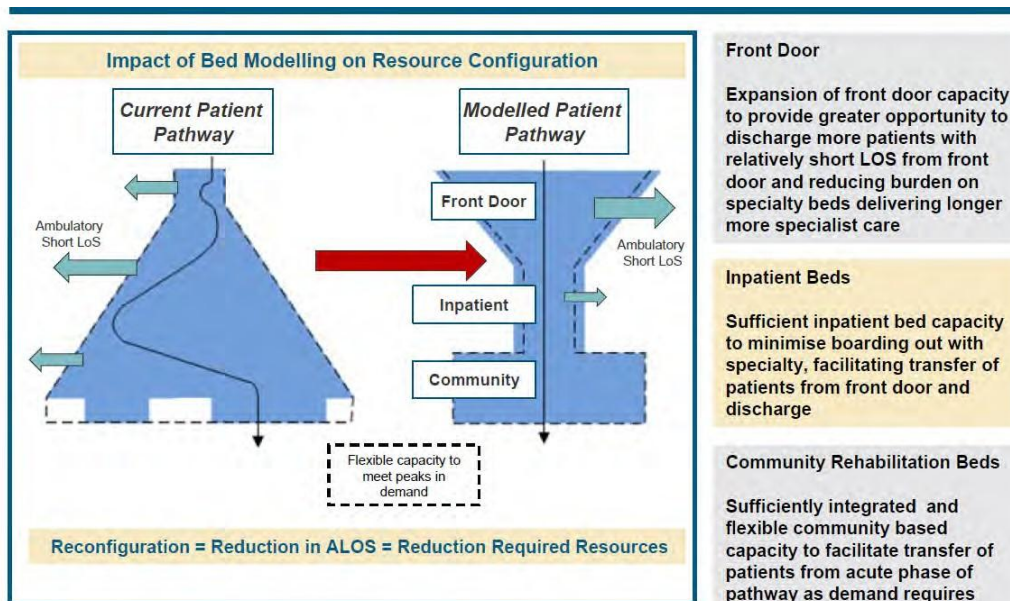 Impact of Bed Modelling on Resource Configuration
Current Patient
Pathway
Modelled Patient
Pathway
Ambulatory
Short LoS
Front Door
Inpatient
Community
Ambulatory
Short LoS
Flexible capacity to
meet peaks in
demand
Reconfiguration = Reduction in ALOS = Reduction Required Resources
Front Door
Expansion of front door capacity
to provide greater opportunity to
discharge more patients with
relatively short LOS from front
door and reducing burden on
specialty beds delivering longer
more specialist care
Inpatient Beds
Sufficient inpatient bed capacity
to minimise boarding out with
specialty, facilitating transfer of
patients from front door and
discharge
Community Rehabilitation Beds
Sufficiently integrated and
flexible community based
capacity to facilitate transfer of
patients from acute phase of
pathway as demand requires